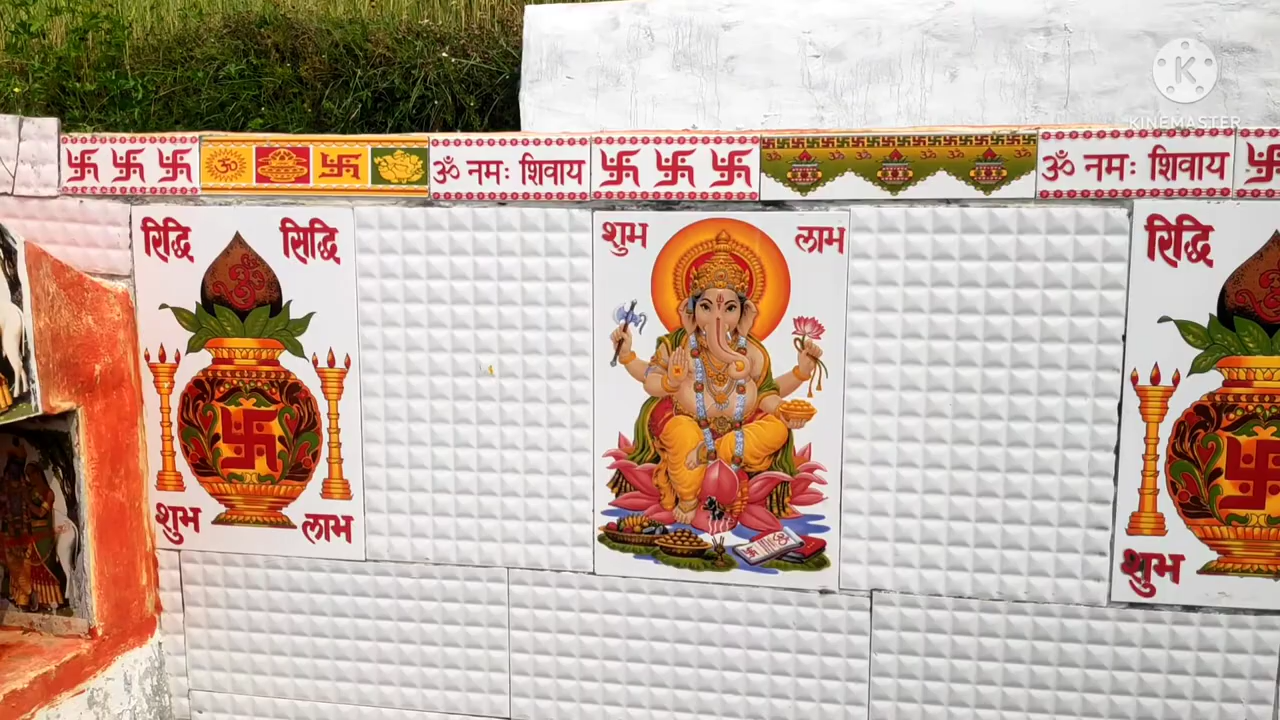 K
KINEMASTER
ॐ
ॐ नमः शिवाय
ॐ नमः शिवाय
रिद्धि सिद्धि
ॐ
शुभ लाभ
शुभ लाभ
रिद्धि
शुभ